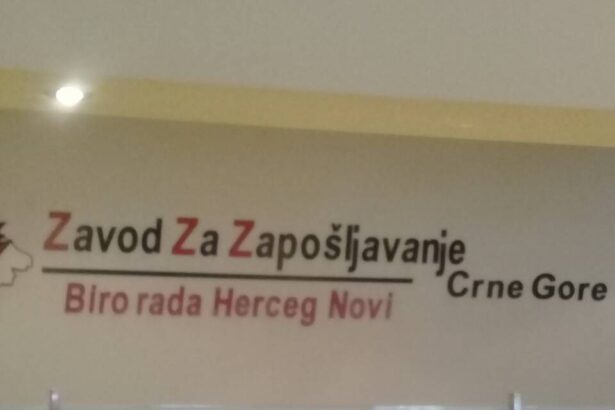 Zavod Za Zapošljavanje
Crne Gore
Biro rada Herceg Novi